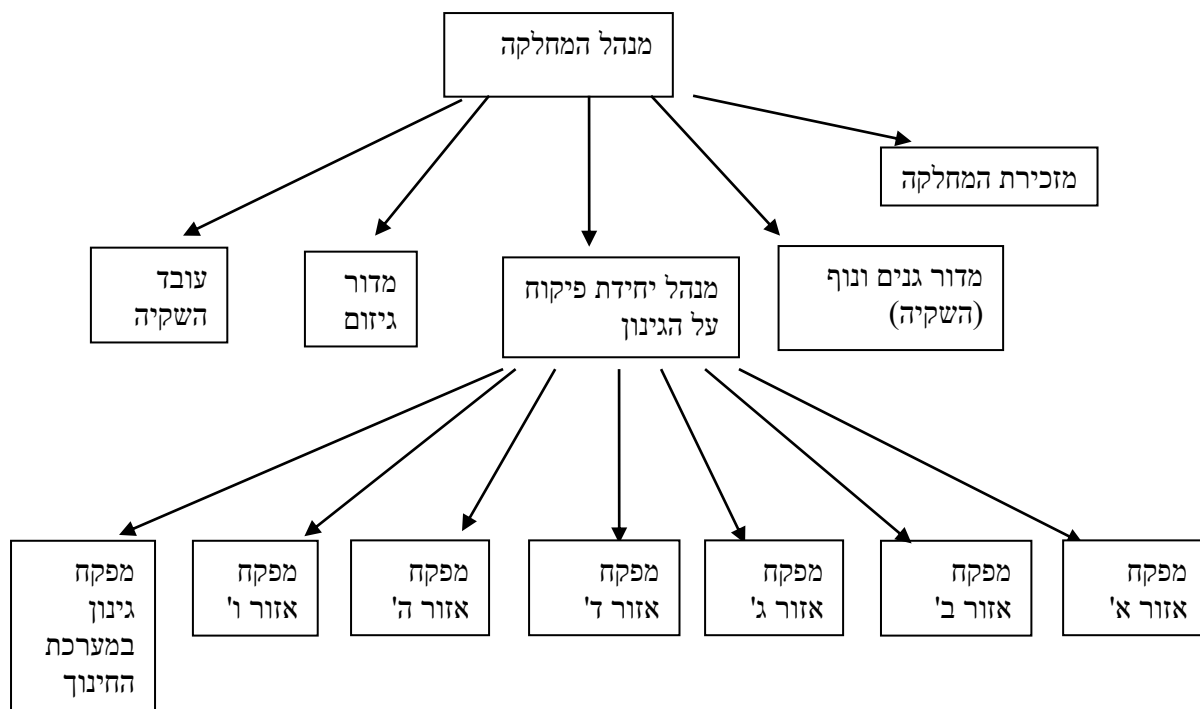 מנהל המחלקה
מזכירת המחלקה
מדור גנים ונוף
(השקיה)
מנהל יחידת פיקוח
על הגינון
מדור
גיזום
עובד
השקיה
מפקח
אזור א'
מפקח
אזור ב'
מפקח
אזור ג'
מפקח
אזור ד'
מפקח
אזור ה'
מפקח
אזור ו'
מפקח
גינון
במערכת
החינוך